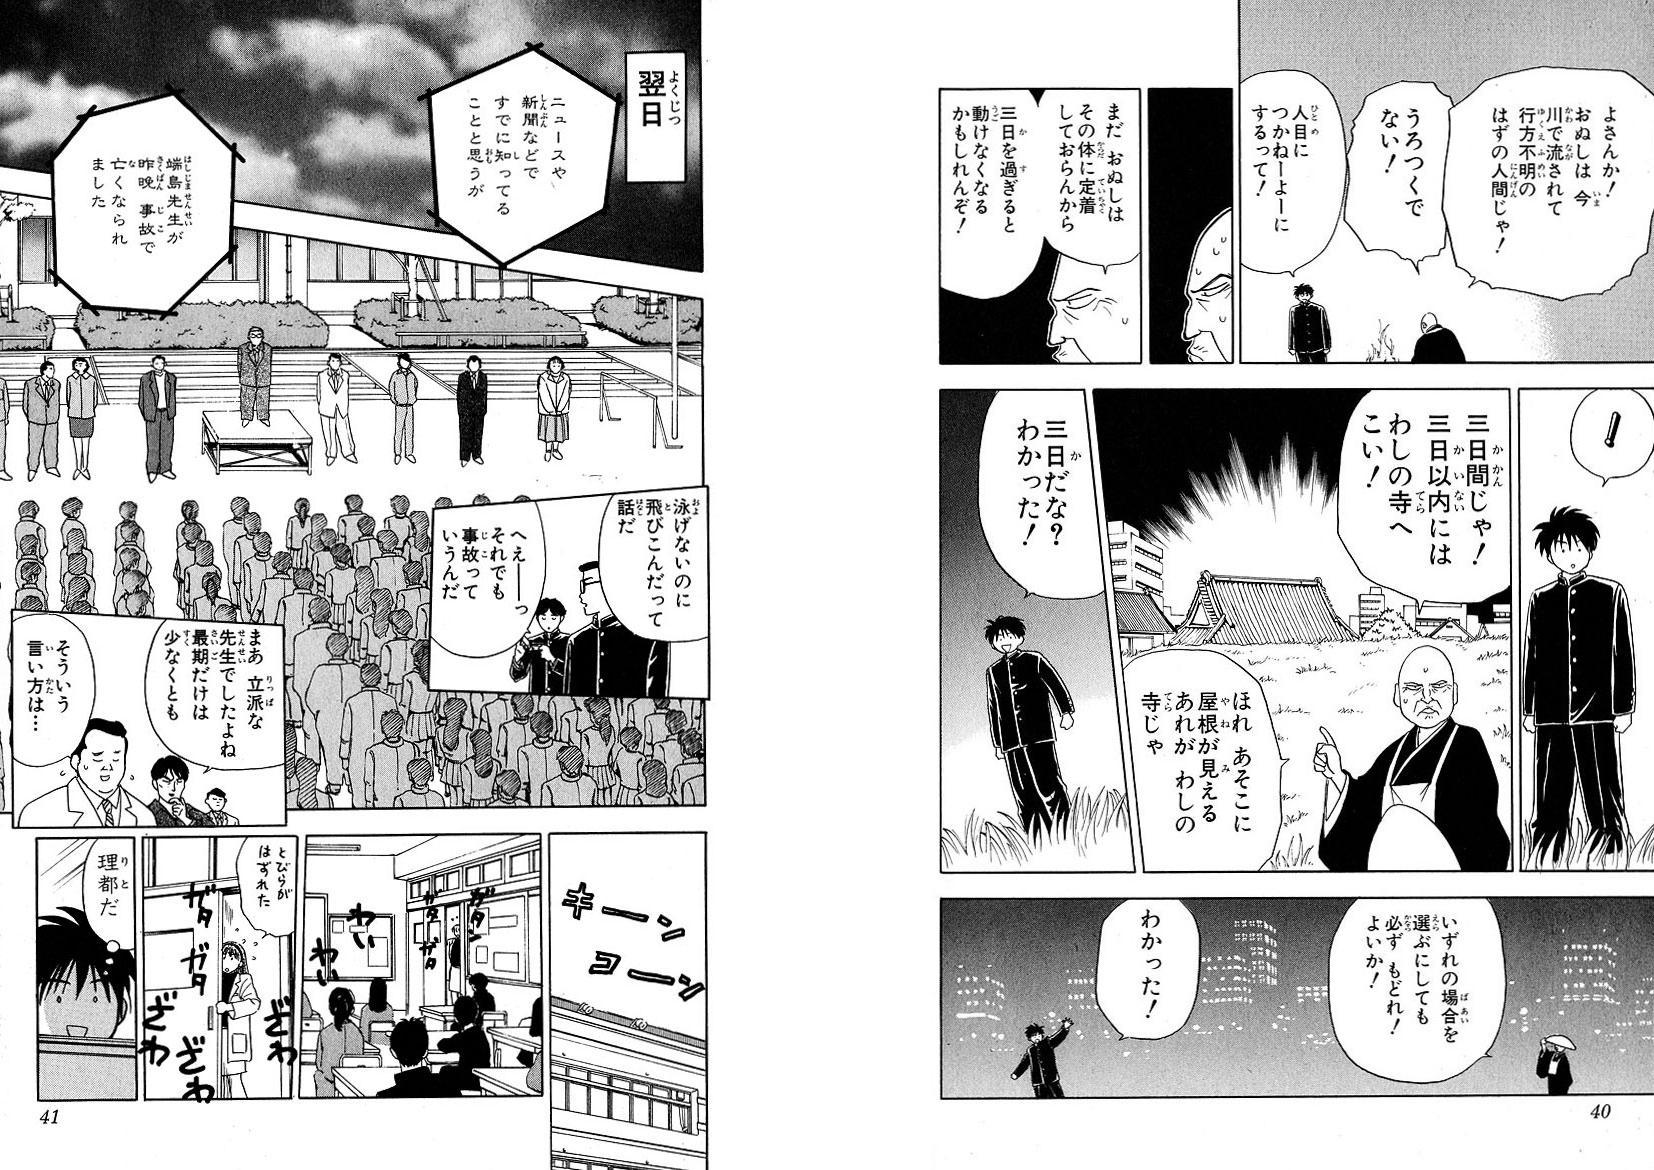 よさんか！
おぬしは 今
川で流されて
行方不明の
はずの人間じゃ！
うろつくで
ない！
人目に
つかねーよーに
するって！
まだ おぬしは
その体に定着
しておらんから
三日を過ぎると
動けなくなる
かもしれんぞ！
！
三日間じゃ！
三日以内には
わしの寺へ
こい！
ほれ あそこに
屋根が見える
あれが わしの
寺じゃ
三日だな？
わかった！
いずれの場合を
選ぶにしても
必ず もどれ！
よいか！
わかった！
40
翌日
ニュースや
新聞などで
すでに知ってる
ことと思うが
端島先生が
昨晩 事故で
亡くなられ
ました
泳げないのに
飛びこんだって
話だ
へえーーっ
それでも
事故って
いうんだ
まあ 立派な
先生でしたよね
最期だけは
少なくとも
そういう
言い方は…
キーン
コーン
ガタン
ガタ
わい
わい
とびらが
はずれた
ガタ
ガタ
ざわ
ざわ
ざわ
理都だ
41